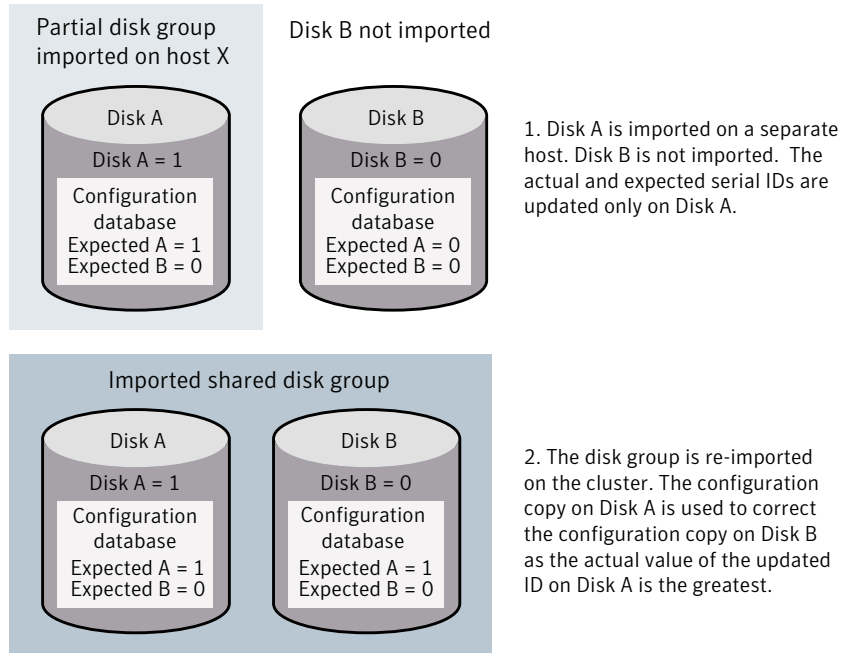 Partial disk group
imported on host X
Disk B not imported
Disk A
Disk A = 1
Configuration
database
Expected A = 1
Expected B = 0
Disk B
Disk B = 0
Configuration
database
Expected A = 0
Expected B = 0
1. Disk A is imported on a separate
host. Disk B is not imported. The
actual and expected serial IDs are
updated only on Disk A.
Imported shared disk group
Disk A
Disk A = 1
Configuration
database
Expected A = 1
Expected B = 0
Disk B
Disk B = 0
Configuration
database
Expected A = 1
Expected B = 0
2. The disk group is re-imported
on the cluster. The configuration
copy on Disk A is used to correct
the configuration copy on Disk B
as the actual value of the updated
ID on Disk A is the greatest.